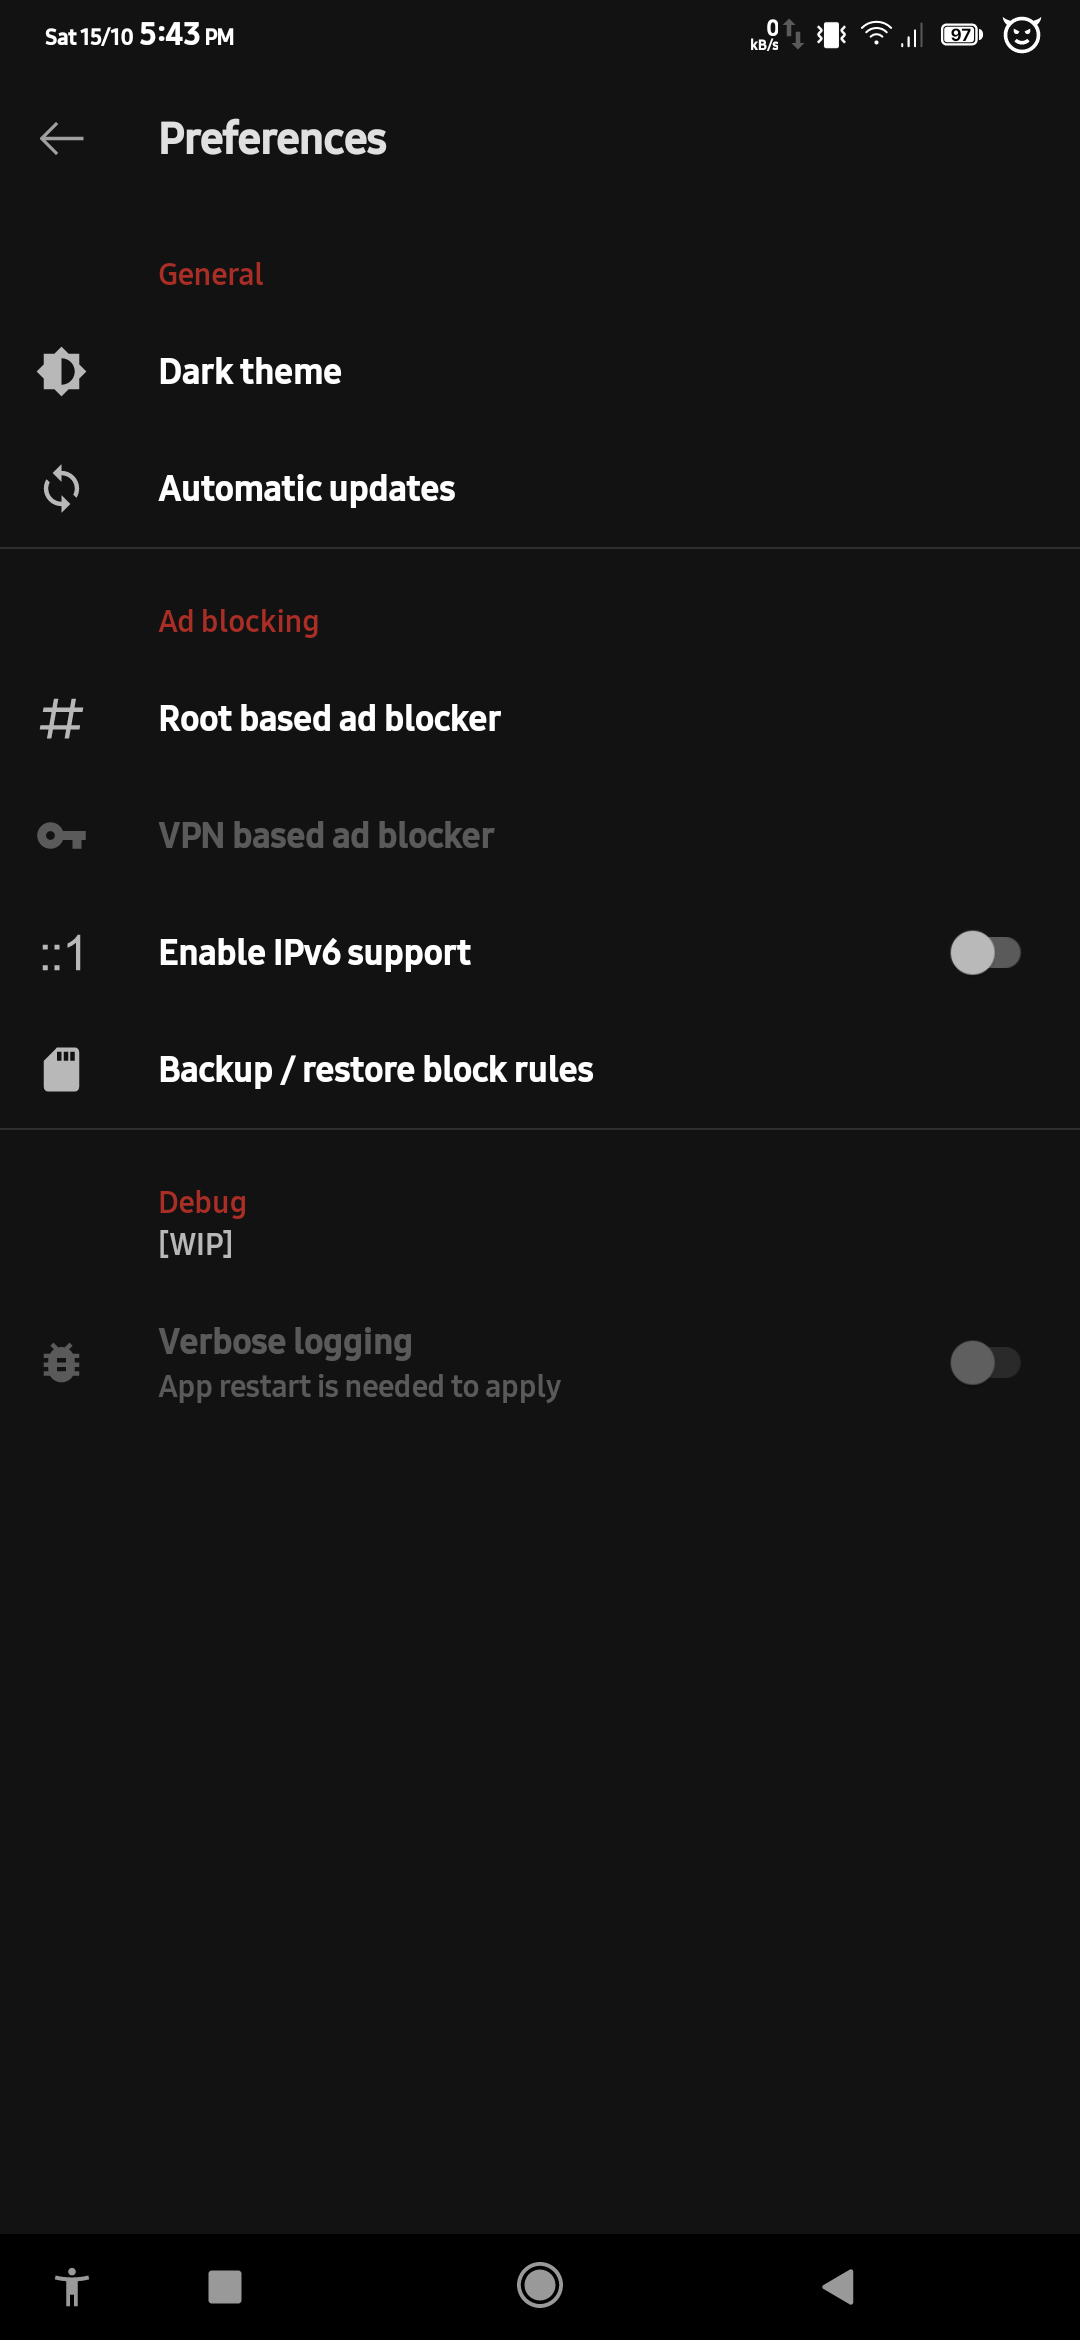 Sat 15/10 5:43 PM
0 kB/s
97
Preferences
General
Dark theme
Automatic updates
Ad blocking
# Root based ad blocker
VPN based ad blocker
::1 Enable IPv6 support
Backup / restore block rules
Debug
[WIP]
Verbose logging
App restart is needed to apply